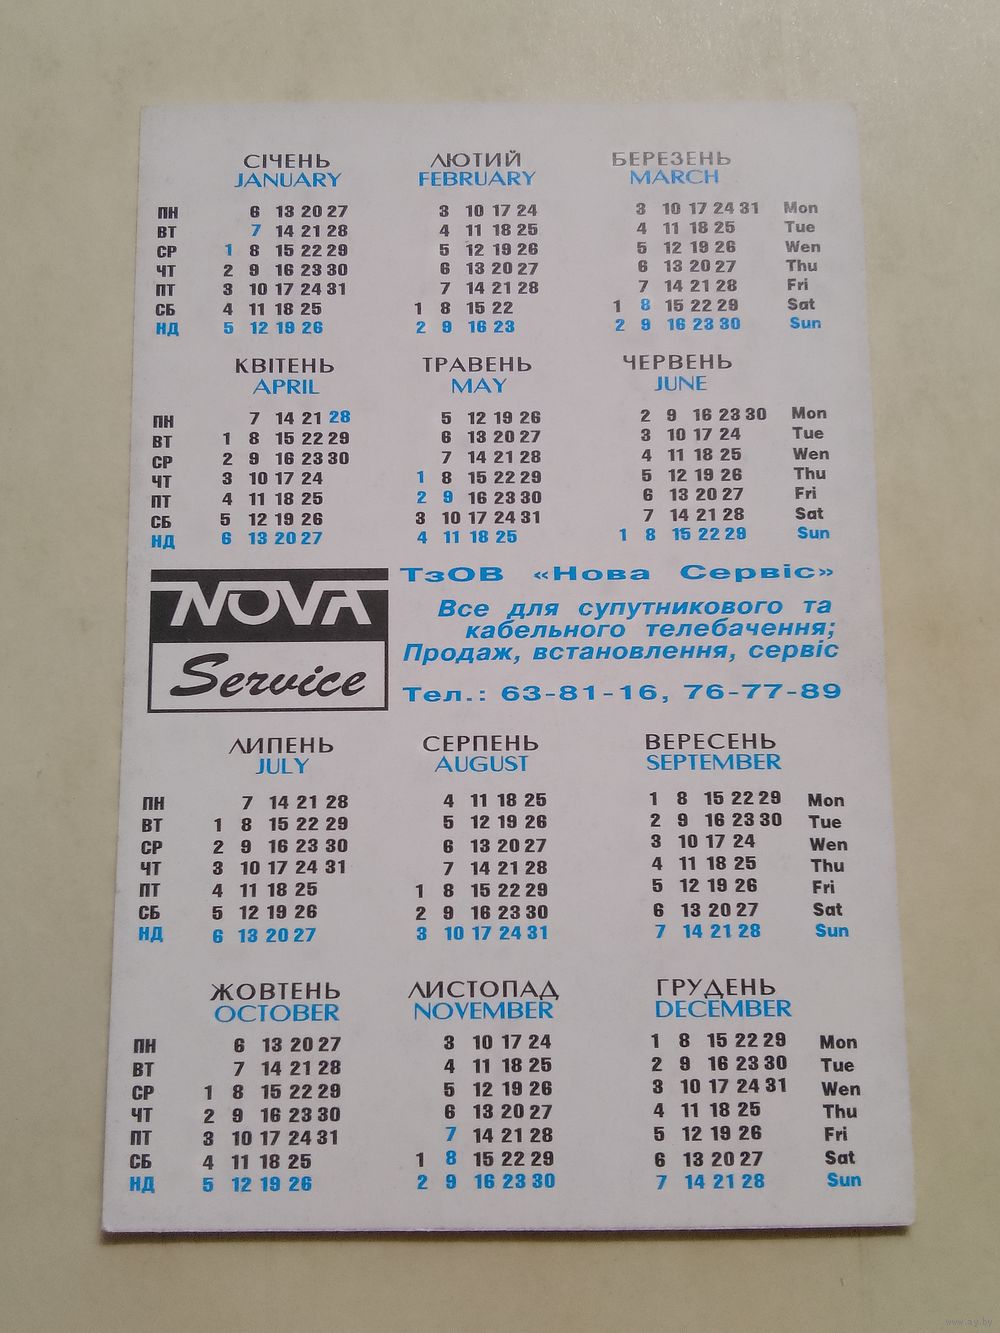 СІЧЕНЬ ЛЮТИЙ БЕРЕЗЕНЬ
JANUARY FEBRUARY MARCH
ПН 6 13 20 27 3 10 17 24 3 10 17 24 31 Mon
ВТ 7 14 21 28 4 11 18 25 4 11 18 25 Tue
СР 1 8 15 22 29 5 12 19 26 5 12 19 26 Wen
ЧТ 2 9 16 23 30 6 13 20 27 6 13 20 27 Thu
ПТ 3 10 17 24 31 7 14 21 28 7 14 21 28 Fri
СБ 4 11 18 25 1 8 15 22 1 8 15 22 29 Sat
НД 5 12 19 26 2 9 16 23 2 9 16 23 30 Sun
КВІТЕНЬ ТРАВЕНЬ ЧЕРВЕНЬ
APRIL MAY JUNE
ПН 7 14 21 28 5 12 19 26 2 9 16 23 30 Mon
ВТ 1 8 15 22 29 6 13 20 27 3 10 17 24 Tue
СР 2 9 16 23 30 7 14 21 28 4 11 18 25 Wen
ЧТ 3 10 17 24 1 8 15 22 29 5 12 19 26 Thu
ПТ 4 11 18 25 2 9 16 23 30 6 13 20 27 Fri
СБ 5 12 19 26 3 10 17 24 31 7 14 21 28 Sat
НД 6 13 20 27 4 11 18 25 1 8 15 22 29 Sun
NOVA
Service
ТзОВ «Нова Сервіс»
Все для супутникового та
кабельного телебачення;
Продаж, встановлення, сервіс
Тел.: 63-81-16, 76-77-89
ЛИПЕНЬ СЕРПЕНЬ ВЕРЕСЕНЬ
JULY AUGUST SEPTEMBER
ПН 7 14 21 28 4 11 18 25 1 8 15 22 29 Mon
ВТ 1 8 15 22 29 5 12 19 26 2 9 16 23 30 Tue
СР 2 9 16 23 30 6 13 20 27 3 10 17 24 Wen
ЧТ 3 10 17 24 31 7 14 21 28 4 11 18 25 Thu
ПТ 4 11 18 25 1 8 15 22 29 5 12 19 26 Fri
СБ 5 12 19 26 2 9 16 23 30 6 13 20 27 Sat
НД 6 13 20 27 3 10 17 24 31 7 14 21 28 Sun
ЖОВТЕНЬ ЛИСТОПАД ГРУДЕНЬ
OCTOBER NOVEMBER DECEMBER
ПН 6 13 20 27 3 10 17 24 1 8 15 22 29 Mon
ВТ 7 14 21 28 4 11 18 25 2 9 16 23 30 Tue
СР 1 8 15 22 29 5 12 19 26 3 10 17 24 31 Wen
ЧТ 2 9 16 23 30 6 13 20 27 4 11 18 25 Thu
ПТ 3 10 17 24 31 7 14 21 28 5 12 19 26 Fri
СБ 4 11 18 25 1 8 15 22 29 6 13 20 27 Sat
НД 5 12 19 26 2 9 16 23 30 7 14 21 28 Sun
www.ay.by